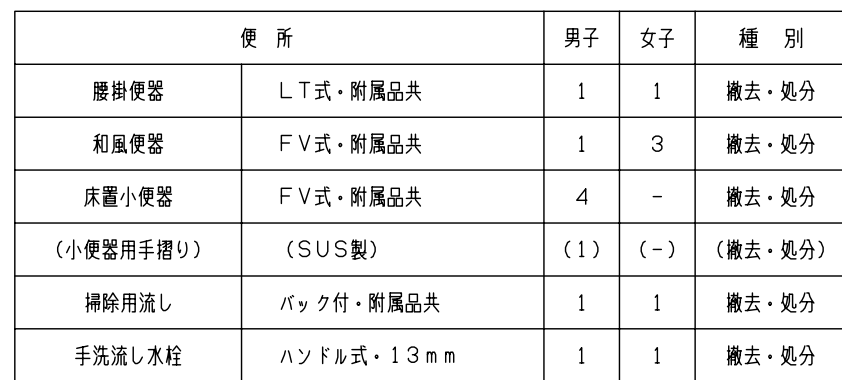 便 所 男子 女子 種 別
腰掛便器 LT式・附属品共 1 1 撤去・処分
和風便器 FV式・附属品共 1 3 撤去・処分
床置小便器 FV式・附属品共 4 - 撤去・処分
(小便器用手摺り) (SUS製) (1) (-) (撤去・処分)
掃除用流し バック付・附属品共 1 1 撤去・処分
手洗流し水栓 ハンドル式・13mm 1 1 撤去・処分